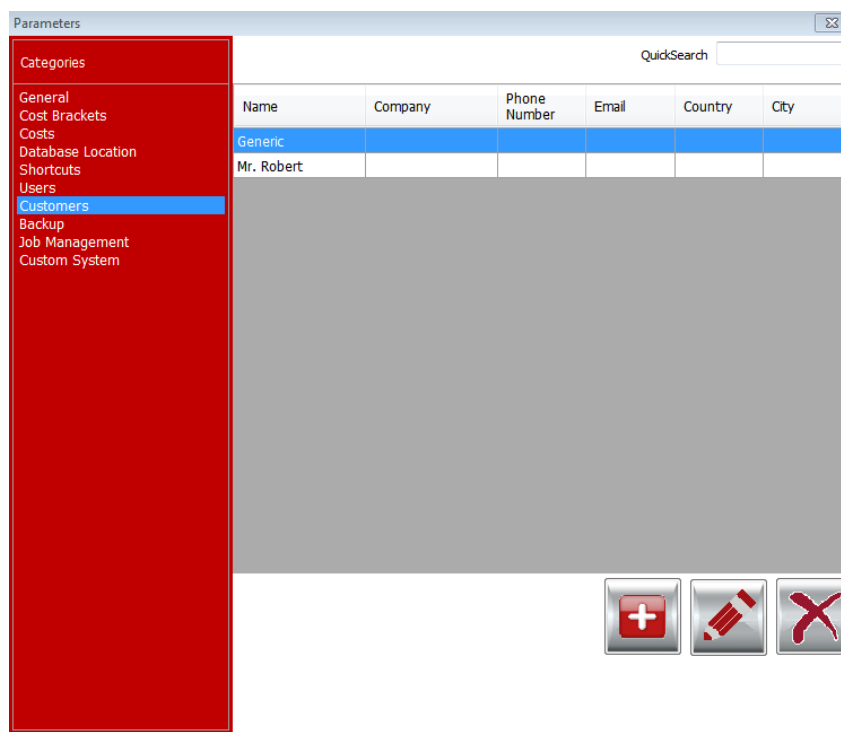 Parameters
Categories
QuickSearch
General
Cost Brackets
Costs
Database Location
Shortcuts
Users
Customers
Backup
Job Management
Custom System
Name Company Phone Number Email Country City
Generic
Mr. Robert